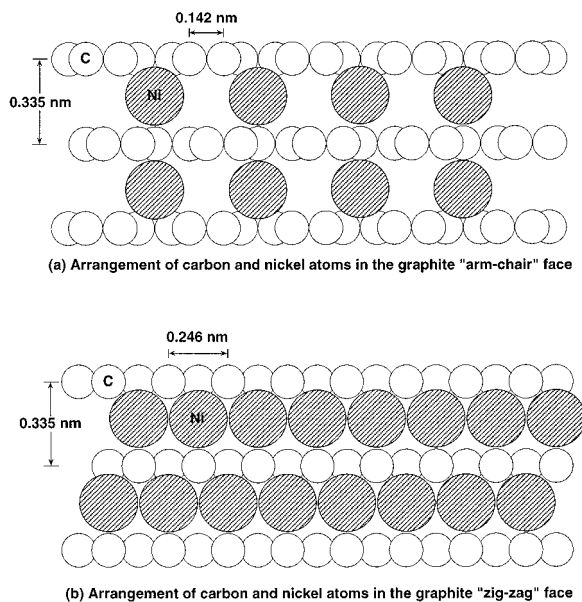 0.142 nm
C
0.335 nm
Ni
(a) Arrangement of carbon and nickel atoms in the graphite "arm-chair" face
0.246 nm
C
0.335 nm
Ni
(b) Arrangement of carbon and nickel atoms in the graphite "zig-zag" face